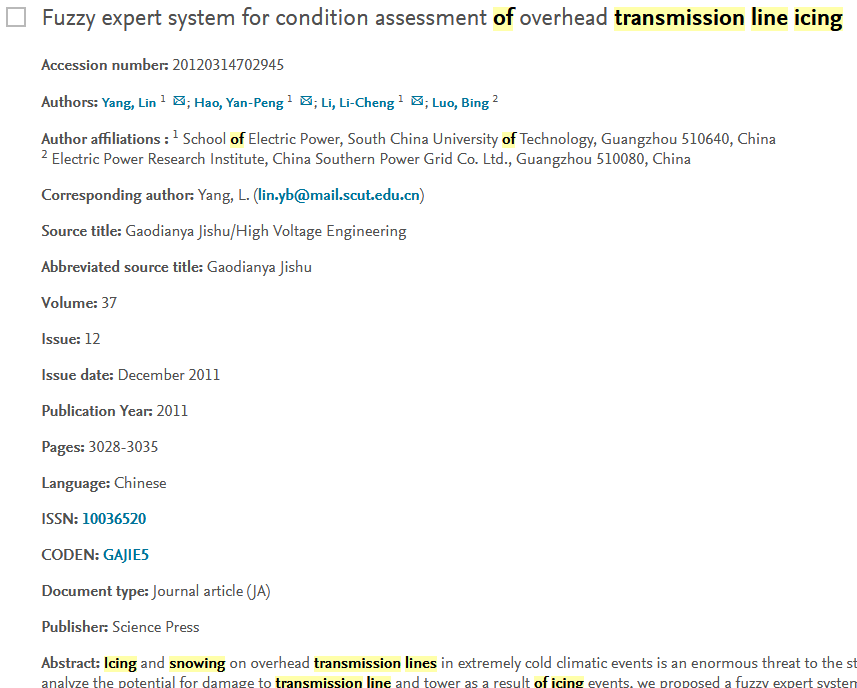 Fuzzy expert system for condition assessment of overhead transmission line icing
Accession number: 20120314702945
Authors: Yang, Lin 1 ; Hao, Yan-Peng 1 ; Li, Li-Cheng 1 ; Luo, Bing 2
Author affiliations : 1 School of Electric Power, South China University of Technology, Guangzhou 510640, China
2 Electric Power Research Institute, China Southern Power Grid Co. Ltd., Guangzhou 510080, China
Corresponding author: Yang, L. (lin.yb@mail.scut.edu.cn)
Source title: Gaodianya Jishu/High Voltage Engineering
Abbreviated source title: Gaodianya Jishu
Volume: 37
Issue: 12
Issue date: December 2011
Publication Year: 2011
Pages: 3028-3035
Language: Chinese
ISSN: 10036520
CODEN: GAJIE5
Document type: Journal article (JA)
Publisher: Science Press
Abstract: Icing and snowing on overhead transmission lines in extremely cold climatic events is an enormous threat to the st
analyze the potential for damage to transmission line and tower as a result of icing events, we proposed a fuzzy expert system